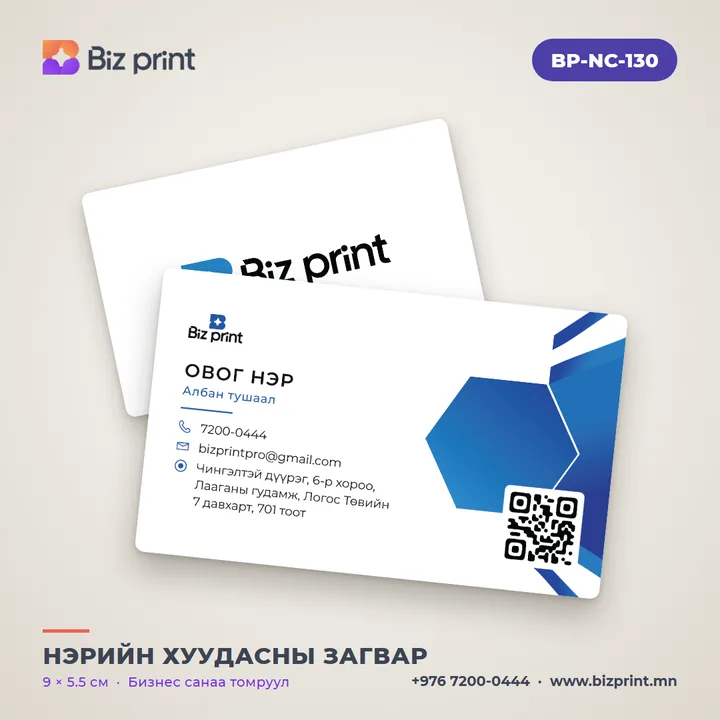 Biz print
BP-NC-130
Biz print
Biz print
ОВОГ НЭР
Албан тушаал
7200-0444
bizprintpro@gmail.com
Чингэлтэй дүүрэг, 6-р хороо,
Лааганы гудамж, Логос Төвийн
7 давхарт, 701 тоот
НЭРИЙН ХУУДАСНЫ ЗАГВАР
9 × 5.5 см · Бизнес санаа томруул
+976 7200-0444 · www.bizprint.mn